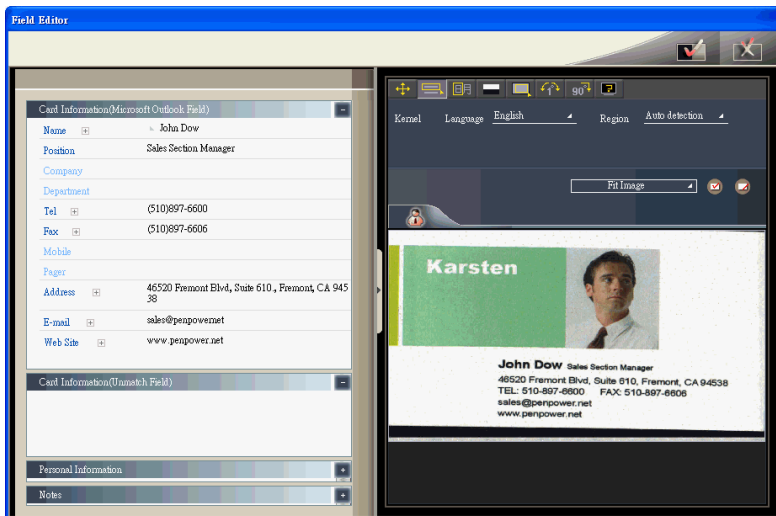 Field Editor
Card Information(Microsoft Outlook Field)
Name John Dow
Position Sales Section Manager
Company
Department
Tel (510)897-6600
Fax (510)897-6606
Mobile
Pager
Address 46520 Fremont Blvd, Suite 610 , Fremont, CA 945
38
E-mail sales@penpowernet
Web Site www.penpower.net
Card Information(Unmatch Field)
Personal Information
Notes
1 90° ?
Kernel Language English Region Auto detection
Fit Image
Karsten
John Dow Sales Section Manager
46520 Fremont Blvd, Suite 610, Fremont, CA 94538
TEL: 510-897-6600 FAX: 510-897-6606
sales@penpower.net
www.penpower.net